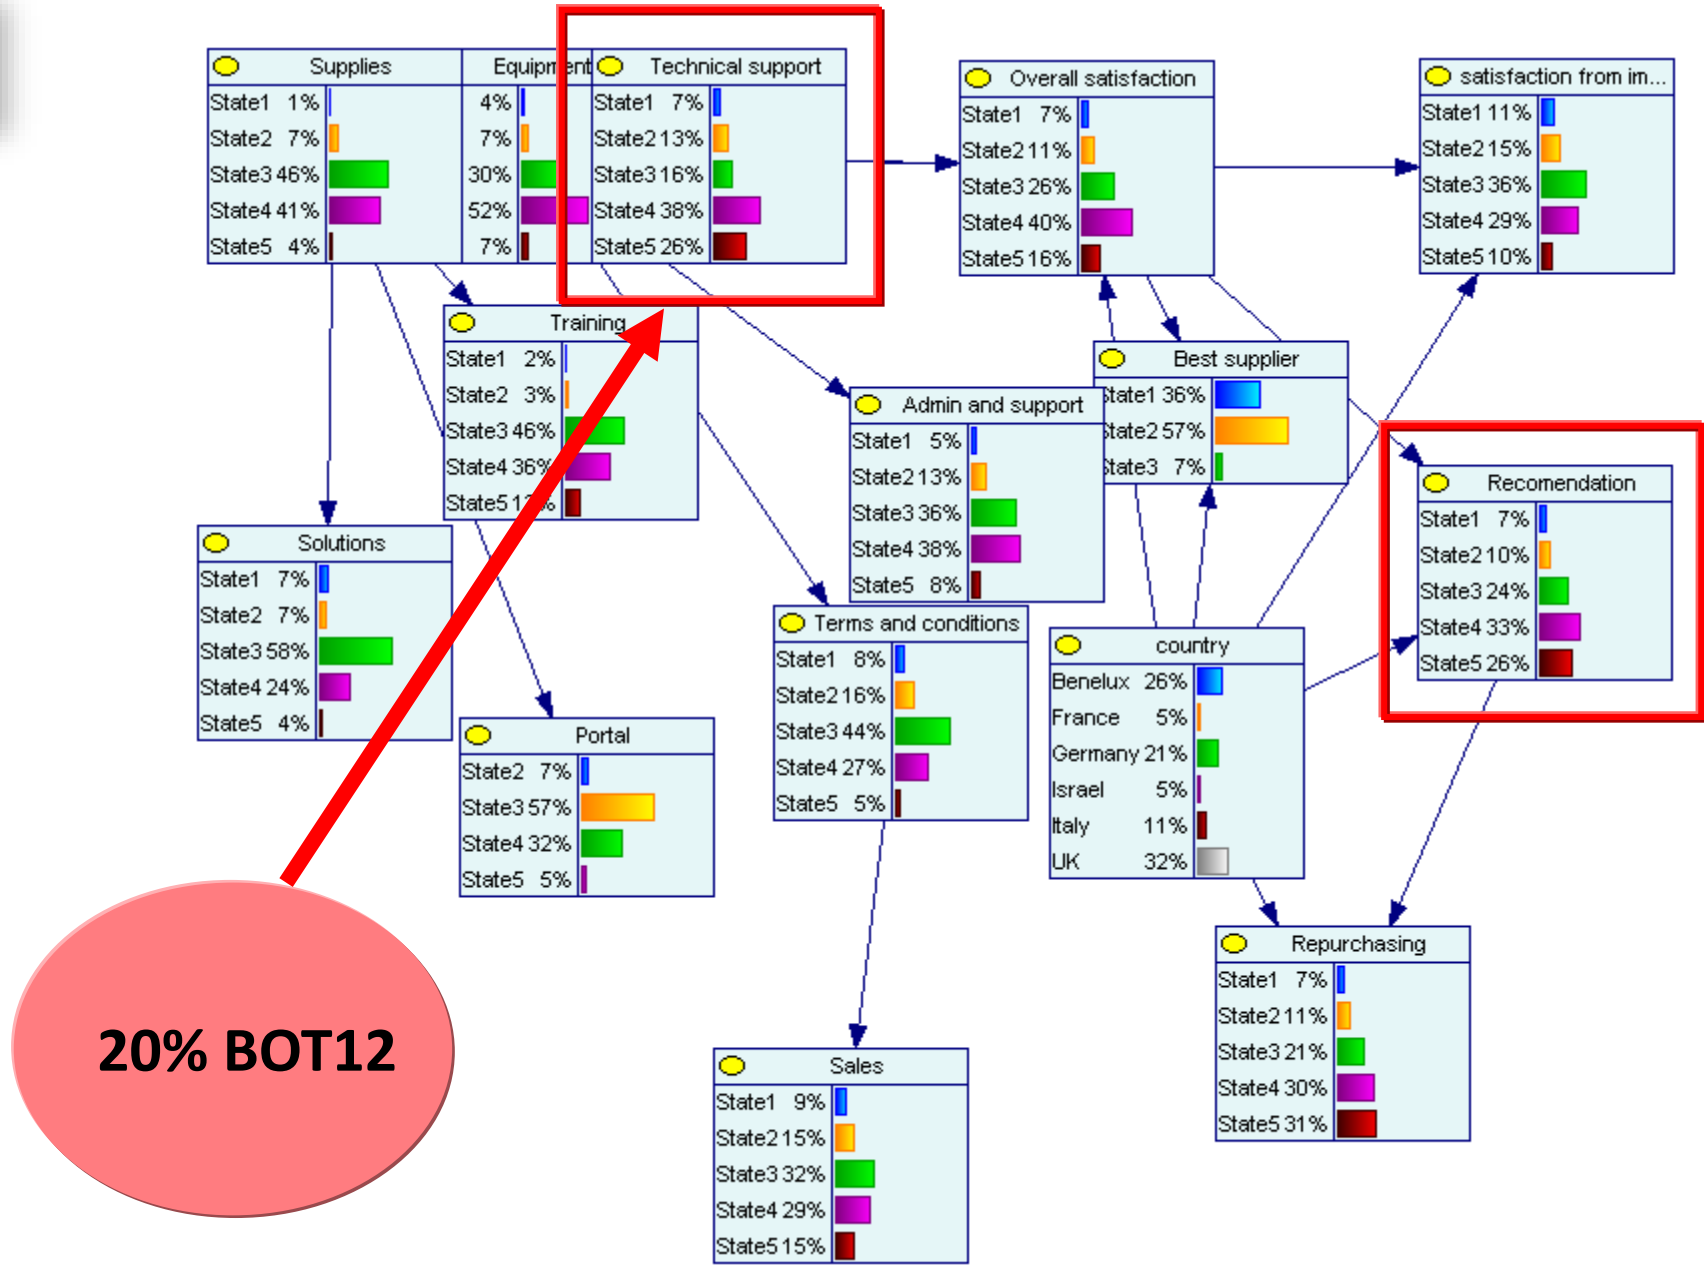 Supplies
State1 1%
State2 7%
State3 46%
State4 41%
State5 4%
Equipment
4%
7%
30%
52%
7%
Technical support
State1 7%
State2 13%
State3 16%
State4 38%
State5 26%
Overall satisfaction
State1 7%
State2 11%
State3 26%
State4 40%
State5 16%
satisfaction from im...
State1 11%
State2 15%
State3 36%
State4 29%
State5 10%
Training
State1 2%
State2 3%
State3 46%
State4 36%
State5
Best supplier
State1 36%
State2 57%
State3 7%
Admin and support
State1 5%
State2 13%
State3 36%
State4 38%
State5 8%
Recomendation
State1 7%
State2 10%
State3 24%
State4 33%
State5 26%
Solutions
State1 7%
State2 7%
State3 58%
State4 24%
State5 4%
Terms and conditions
State1 8%
State2 16%
State3 44%
State4 27%
State5 5%
country
Benelux 26%
France 5%
Germany 21%
Israel 5%
Italy 11%
UK 32%
Portal
State2 7%
State3 57%
State4 32%
State5 5%
Repurchasing
State1 7%
State2 11%
State3 21%
State4 30%
State5 31%
20% BOT12
Sales
State1 9%
State2 15%
State3 32%
State4 29%
State5 15%